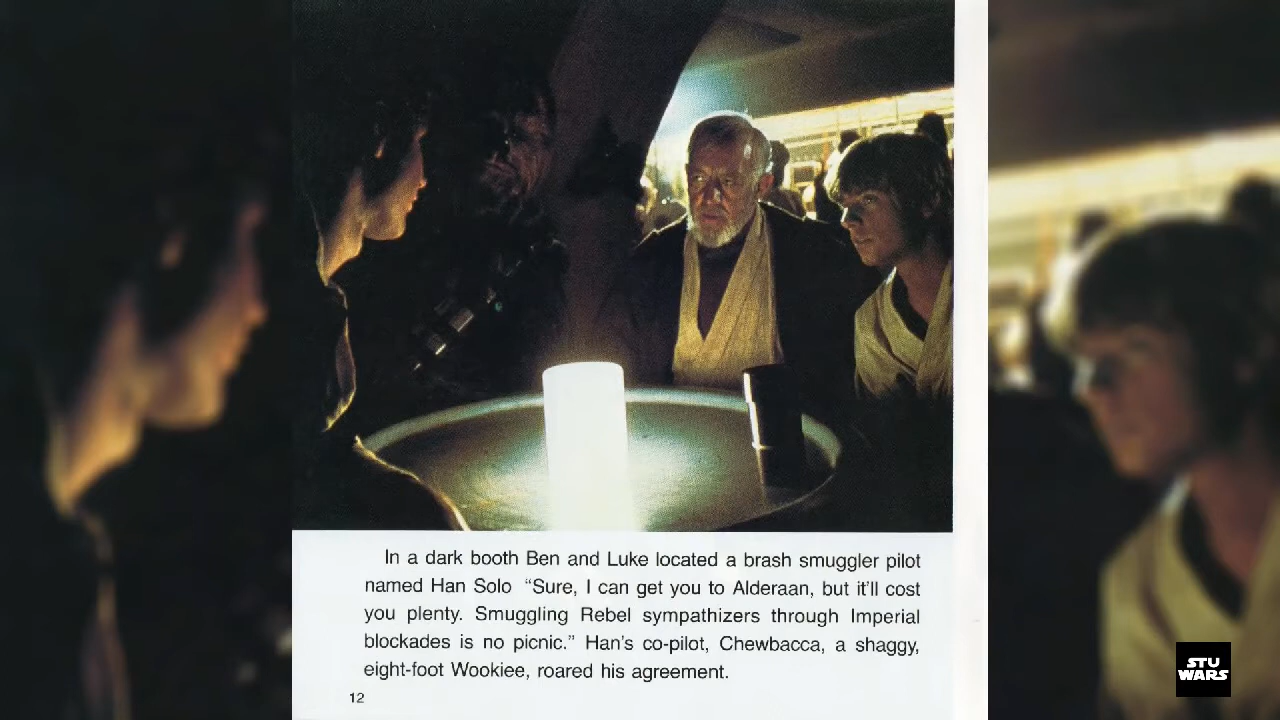 In a dark booth Ben and Luke located a brash smuggler pilot
named Han Solo “Sure, I can get you to Alderaan, but it’ll cost
you plenty. Smuggling Rebel sympathizers through Imperial
blockades is no picnic.” Han’s co-pilot, Chewbacca, a shaggy,
eight-foot Wookiee, roared his agreement.
12
STU
WARS